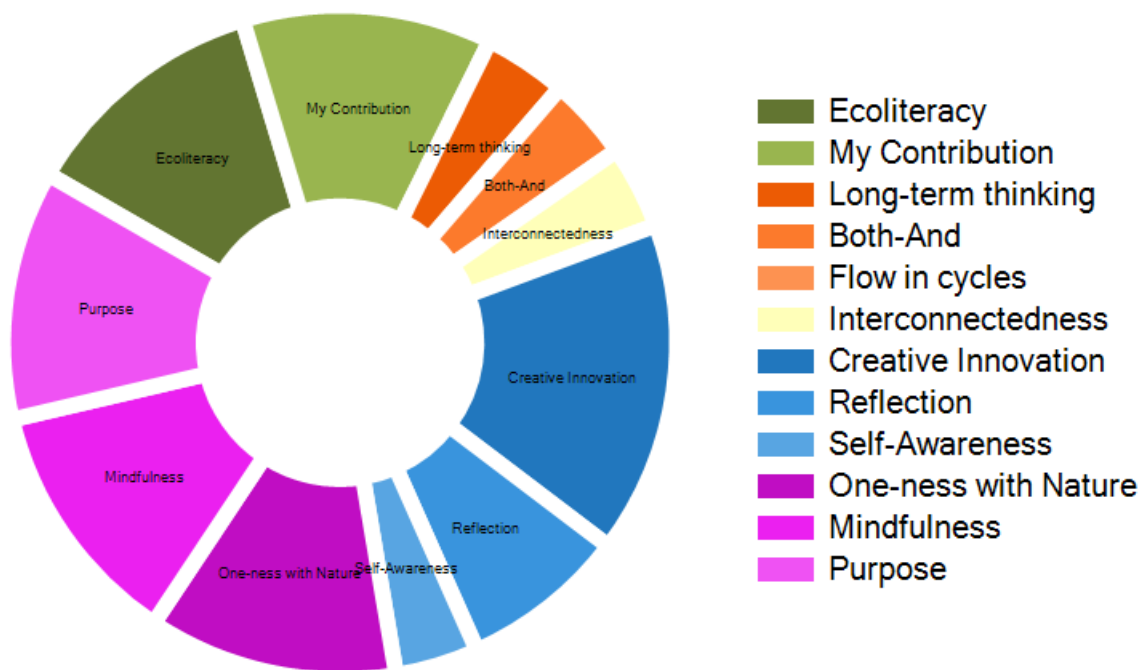 My Contribution
Long-term thinking
Both-And
Interconnectedness
Creative Innovation
Reflection
Self-Awareness
One-ness with Nature
Mindfulness
Purpose
Ecoliteracy
Ecoliteracy
My Contribution
Long-term thinking
Both-And
Flow in cycles
Interconnectedness
Creative Innovation
Reflection
Self-Awareness
One-ness with Nature
Mindfulness
Purpose